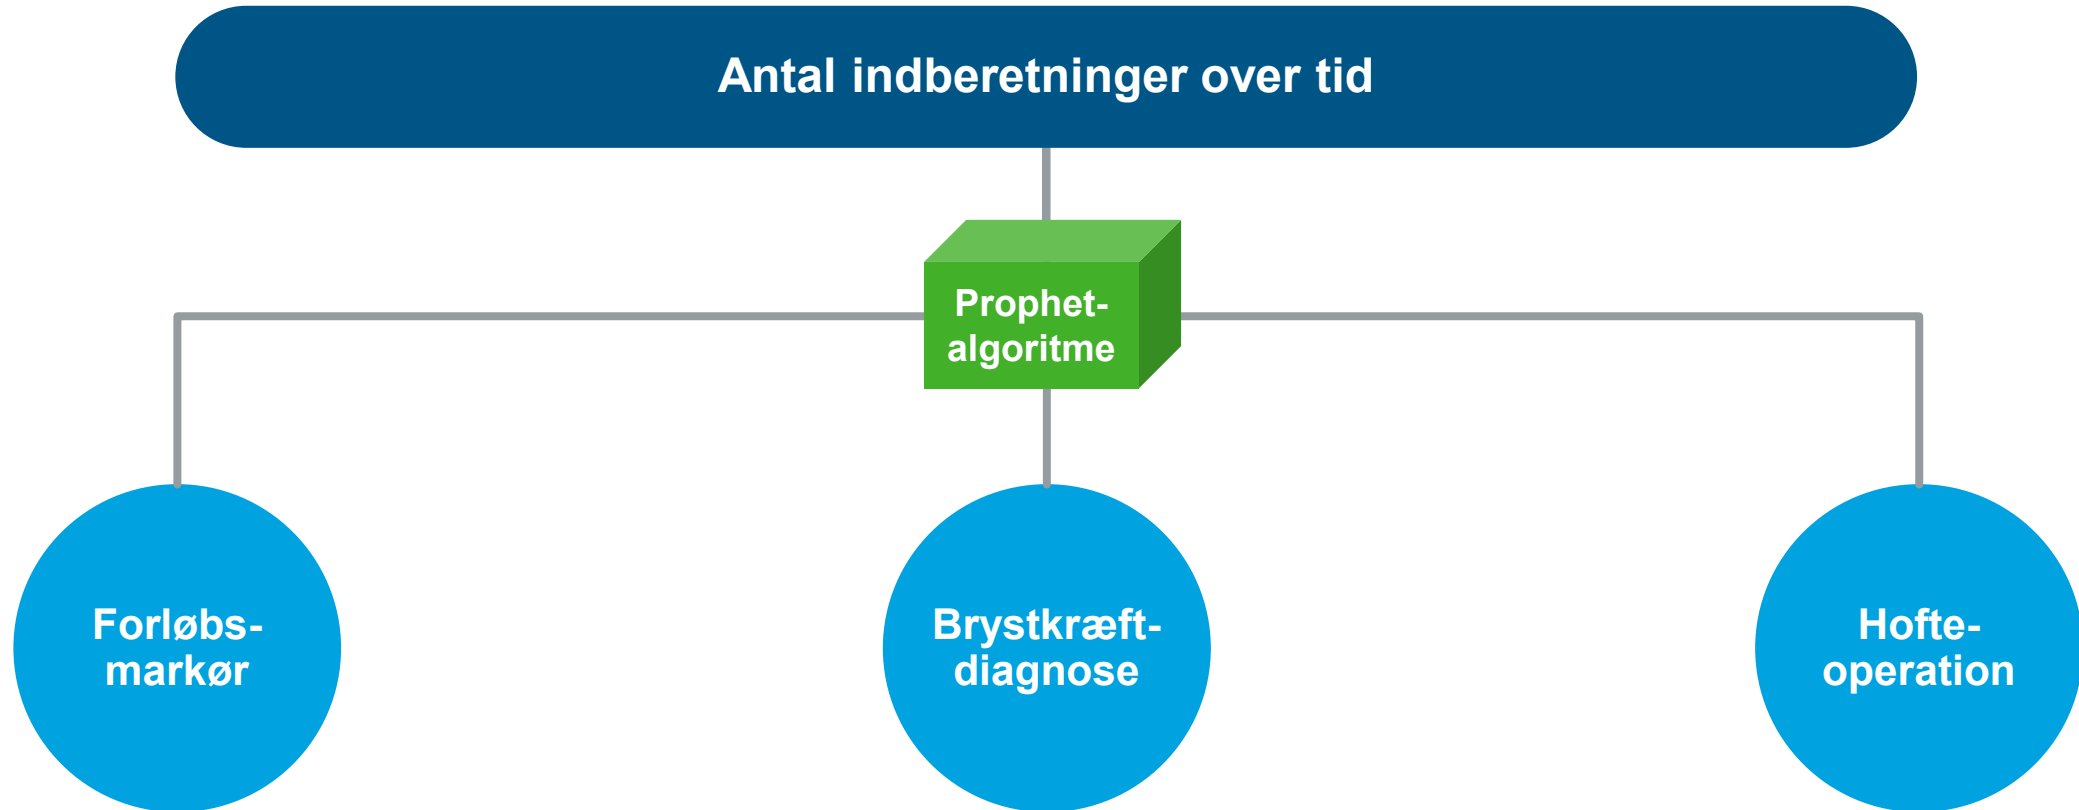 Antal indberetninger over tid
Prophet-
algoritme
Forløbs-
markør
Brystkræft-
diagnose
Hofte-
operation